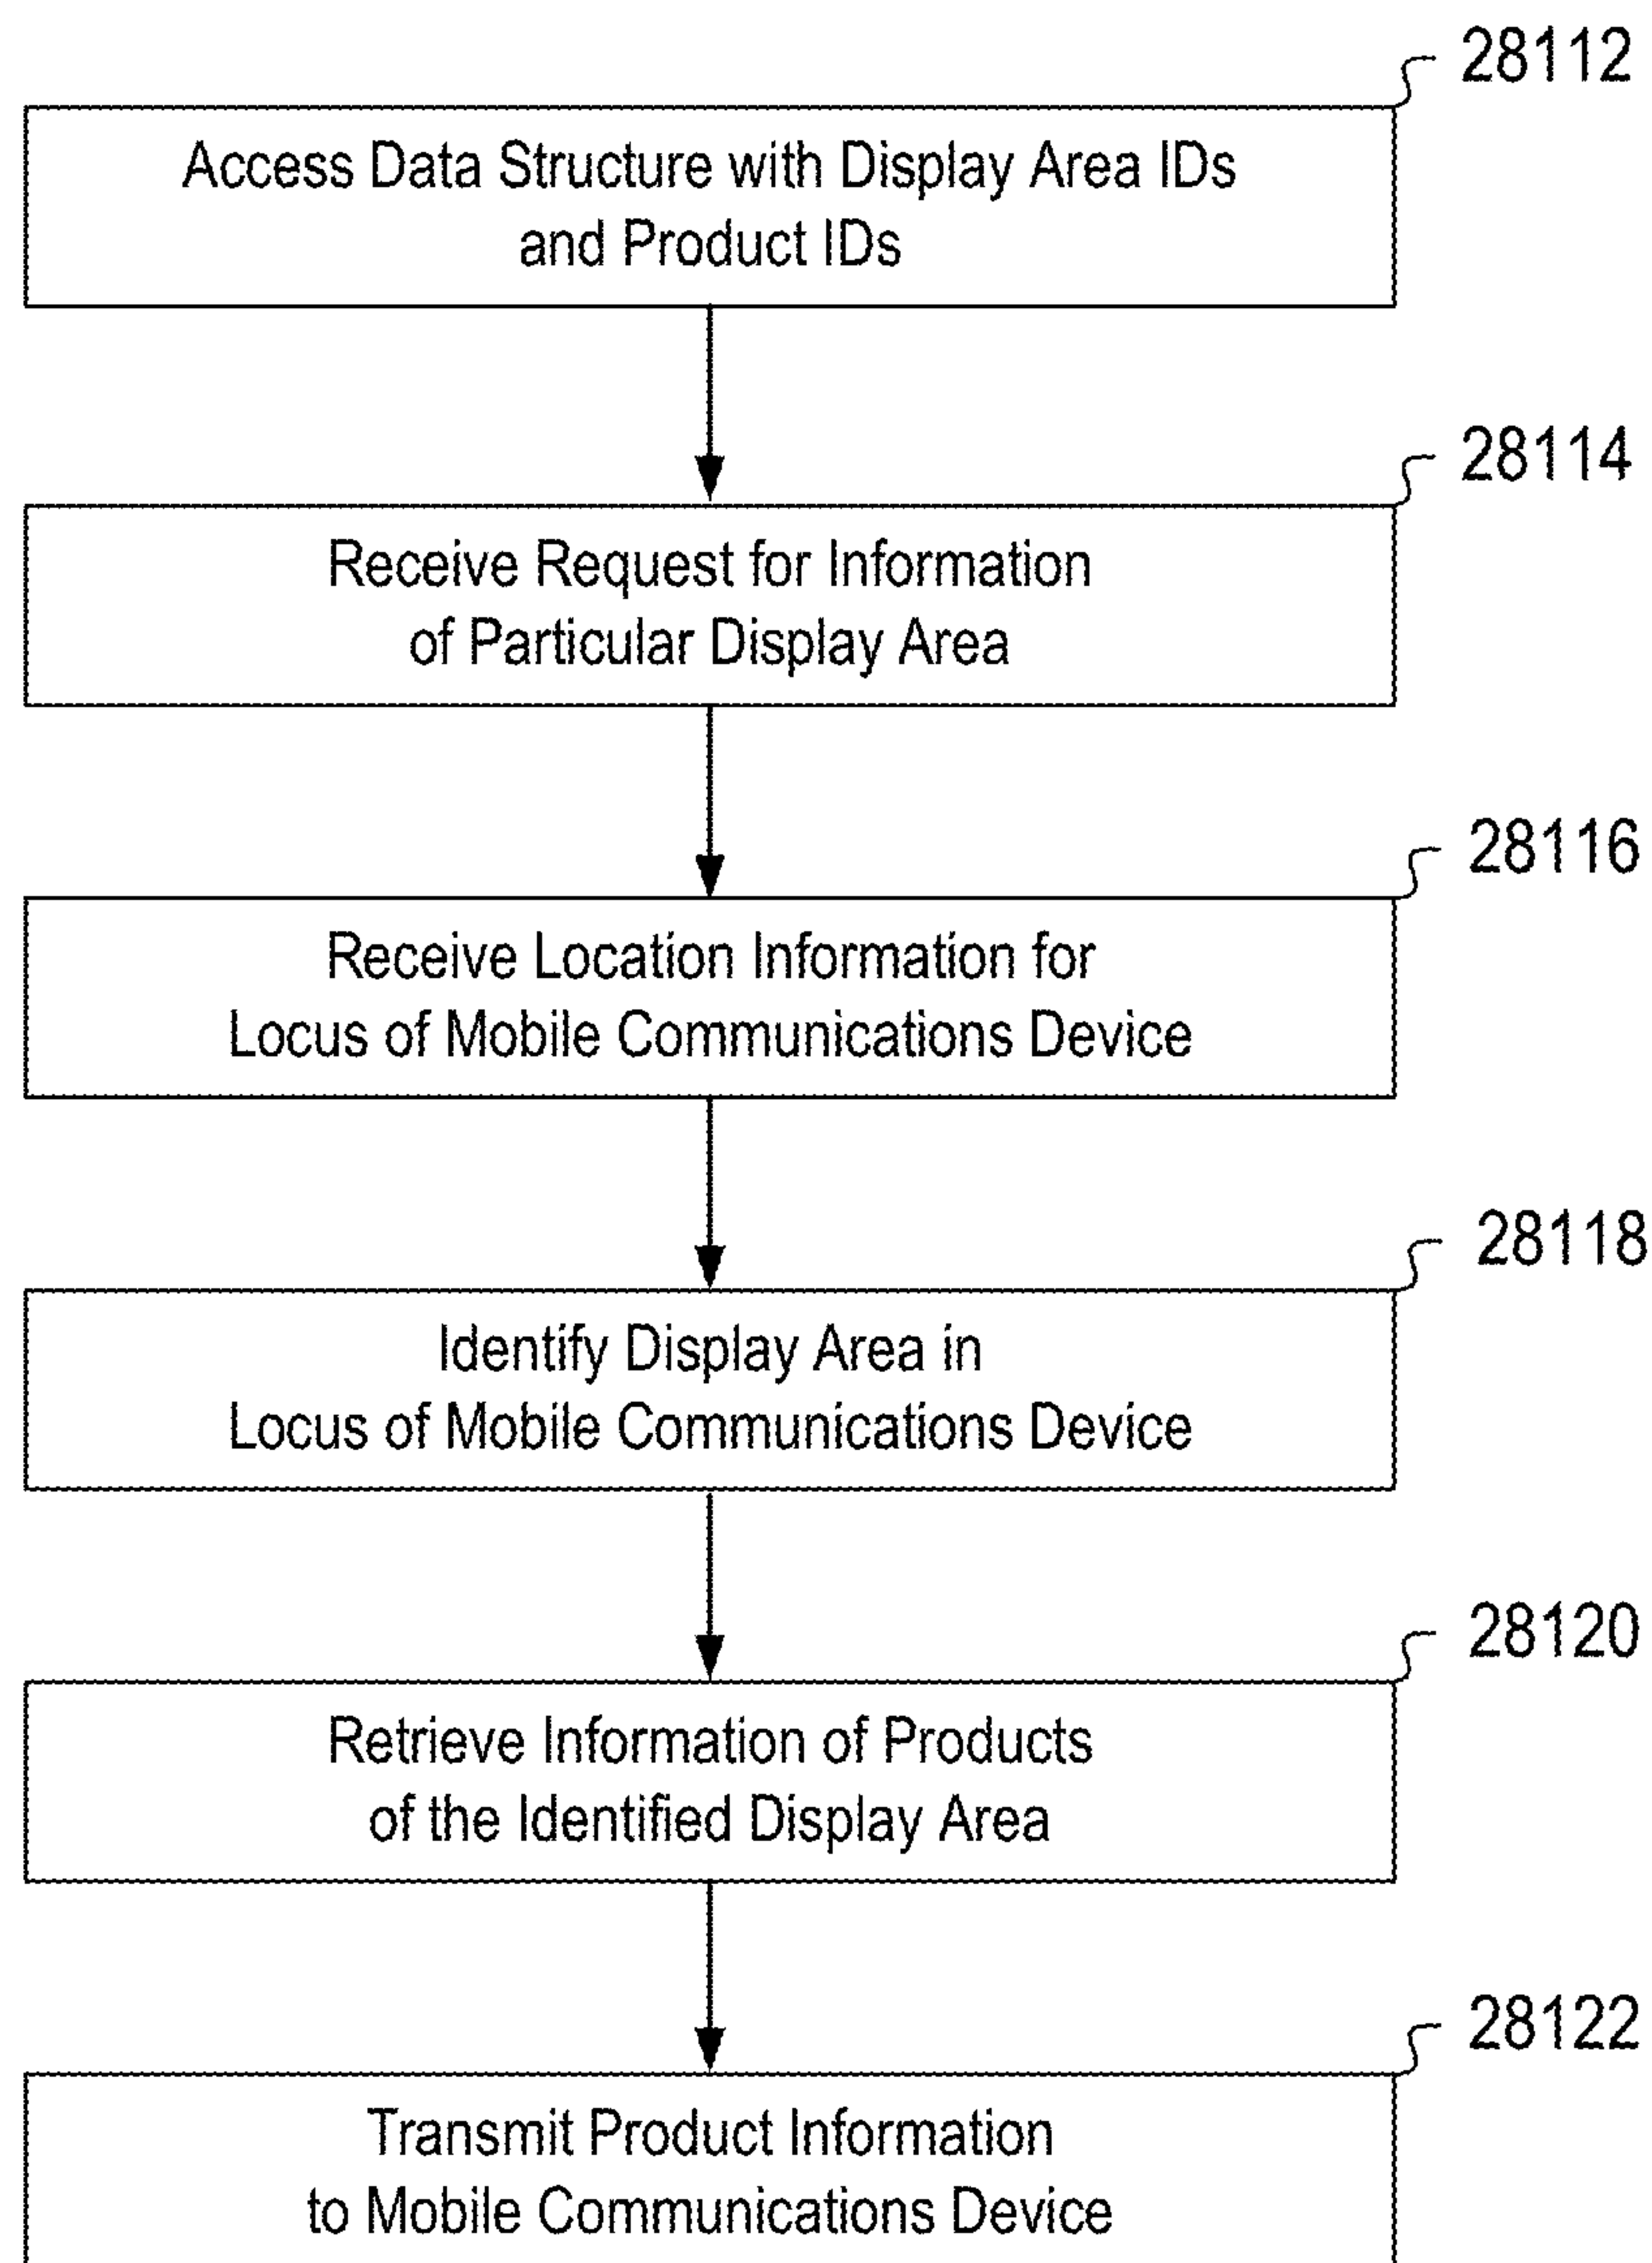 28112
Access Data Structure with Display Area IDs
and Product IDs
28114
Receive Request for Information
of Particular Display Area
28116
Receive Location Information for
Locus of Mobile Communications Device
28118
Identify Display Area in
Locus of Mobile Communications Device
28120
Retrieve Information of Products
of the Identified Display Area
28122
Transmit Product Information
to Mobile Communications Device